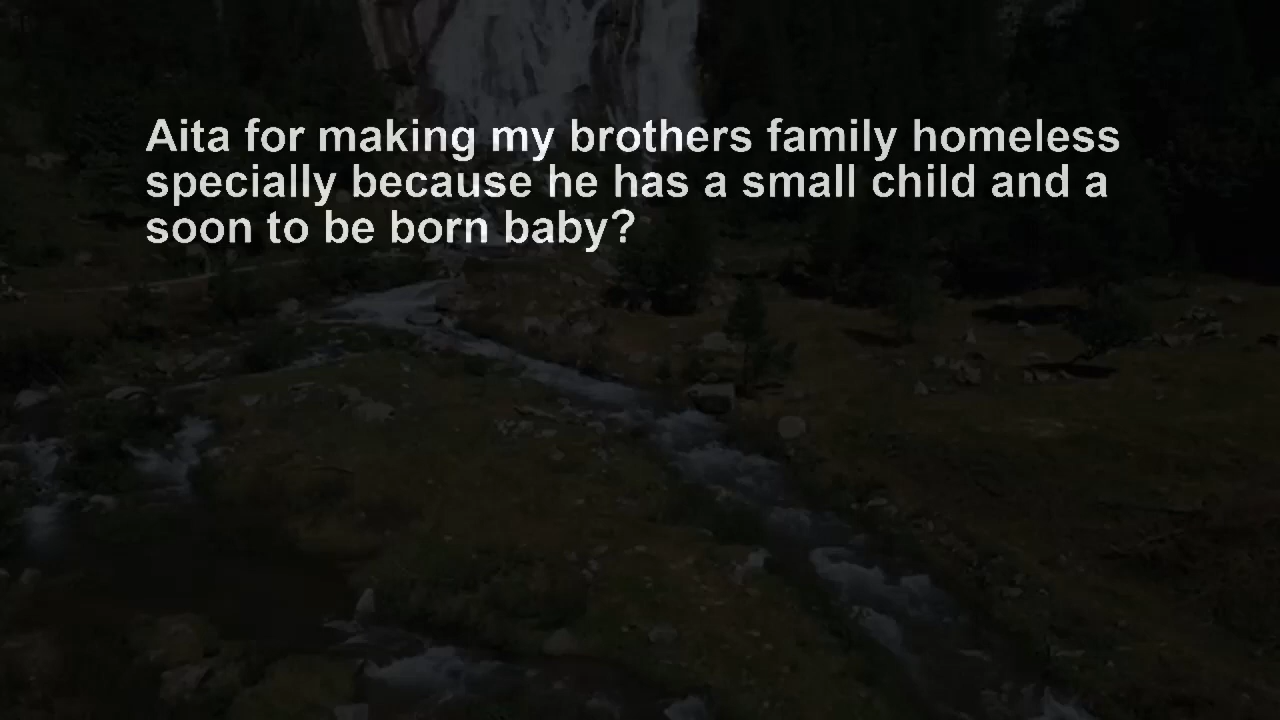 Aita for making my brothers family homeless
specially because he has a small child and a
soon to be born baby?